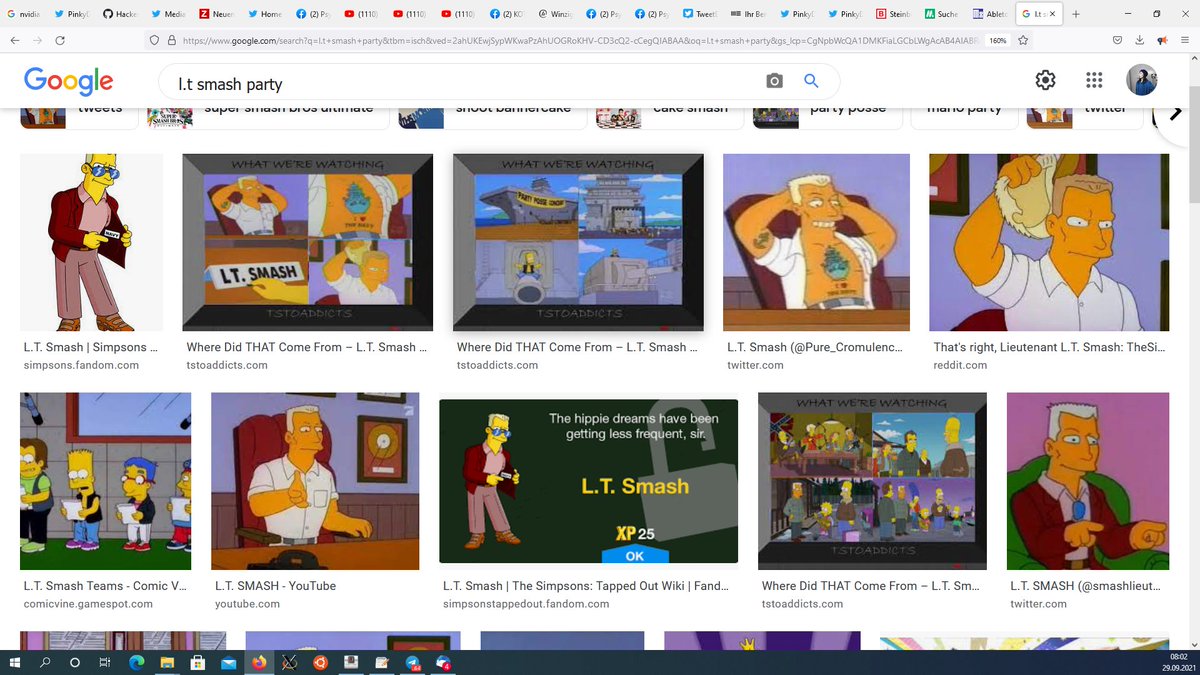 nvidia
PinkyD
Hacke
Media
Neuen
Home
(2) Psy
(1110)
(1110)
(1110)
(2) KO
Winzig
(2) Psy
(2) Psy
TweetD
Ihr Be
PinkyD
PinkyD
Steinb
Suche
Ableto
l.t s
https://www.google.com/search?q=l.t+smash+party&tbm=isch&ved=2ahUKEwjSypWKwaPzAhUOGRoKHV-CD3cQ2-cCegQIABAA&oq=l.t+smash+party&gs_lcp=CgNpbWcQA1DMKFiaLGCbLWgAcAB4AIABR
160%
Google
l.t smash party
tweets
super smash bros ultimate
shoot bannercake
cake smash
party posse
mario party
twitter
WHAT WE'RE WATCHING
L.T. SMASH
TSTOADDICTS
WHAT WE'RE WATCHING
PARTY POSSE CONCERT
TSTOADDICTS
L.T. Smash | Simpsons ...
simpsons.fandom.com
Where Did THAT Come From – L.T. Smash ...
tstoaddicts.com
Where Did THAT Come From – L.T. Smash ...
tstoaddicts.com
L.T. Smash (@Pure_Cromulenc...
twitter.com
That's right, Lieutenant L.T. Smash: TheSi...
reddit.com
The hippie dreams have been
getting less frequent, sir.
L.T. Smash
XP 25
OK
WHAT WE'RE WATCHING
TSTOADDICTS
L.T. Smash Teams - Comic V...
comicvine.gamespot.com
L.T. SMASH - YouTube
youtube.com
L.T. Smash | The Simpsons: Tapped Out Wiki | Fand...
simpsonstappedout.fandom.com
Where Did THAT Come From – L.T. Sm...
tstoaddicts.com
L.T. SMASH (@smashlieut...
twitter.com
08:02
29.09.2021